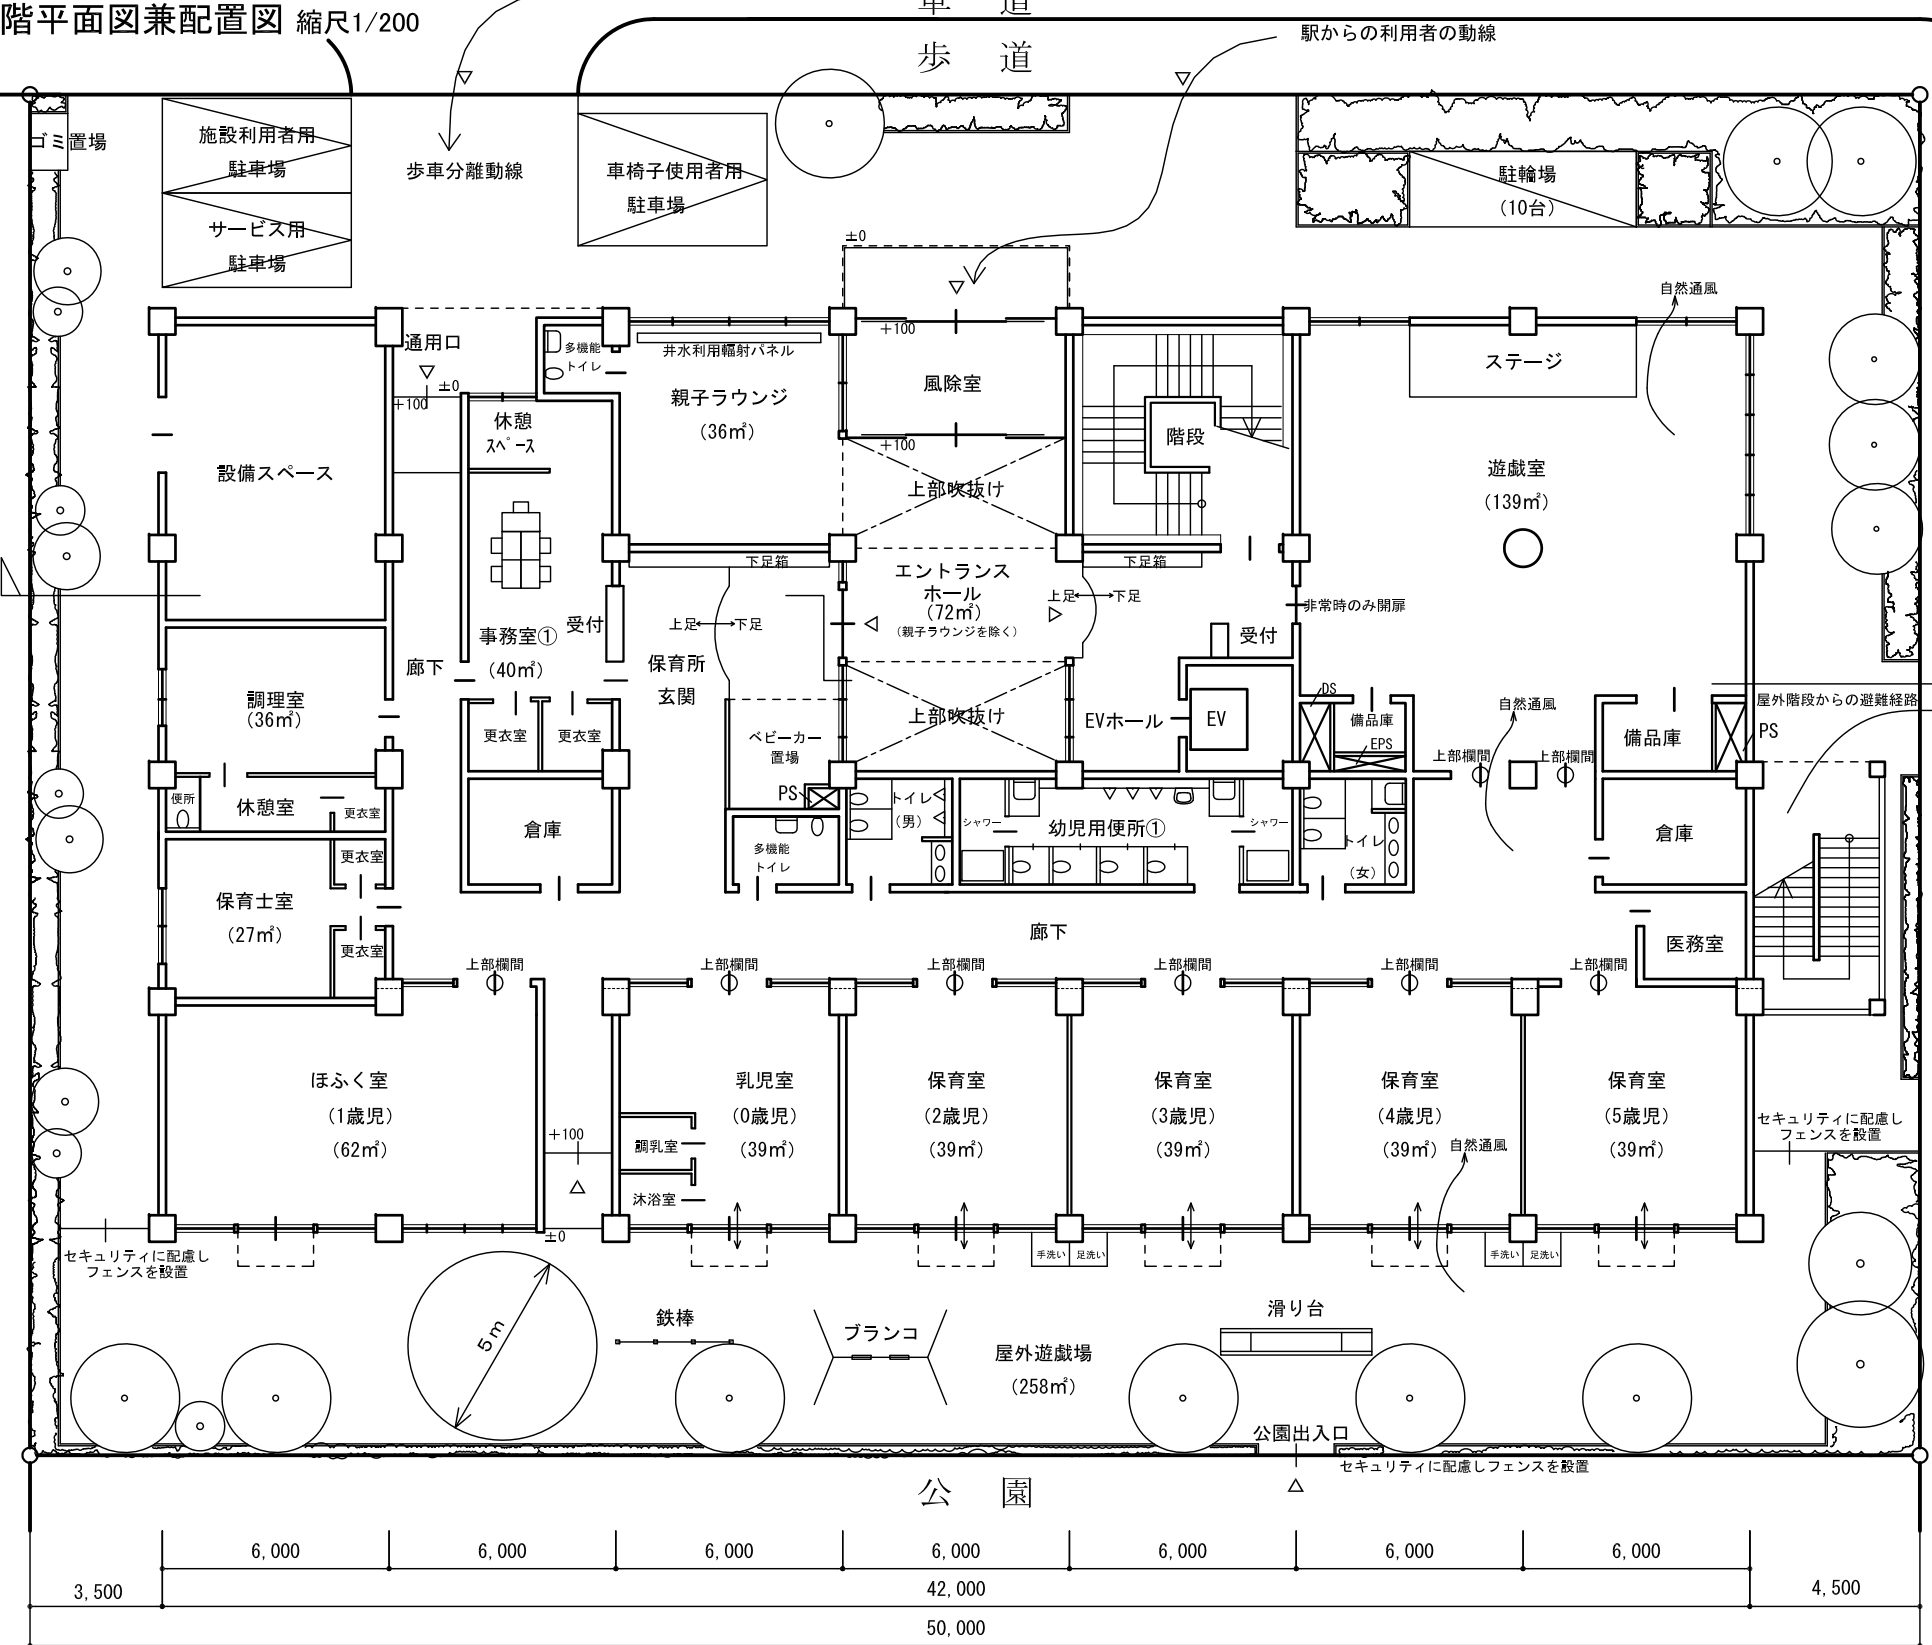 階平面図兼配置図 縮尺1/200
車 道
歩 道
駅からの利用者の動線
ゴミ置場
施設利用者用
駐車場
サービス用
駐車場
歩車分離動線
車椅子使用者用
駐車場
駐輪場
(10台)
±0
自然通風
通用口
±0
+100
多機能
トイレ
井水利用輻射パネル
親子ラウンジ
(36㎡)
+100
風除室
+100
階段
ステージ
休憩
スペース
設備スペース
上部吹抜け
遊戯室
(139㎡)
下足箱
下足箱
エントランス
ホール
(72㎡)
(親子ラウンジを除く)
上足
下足
上足
下足
非常時のみ開扉
受付
受付
事務室①
(40㎡)
廊下
保育所
玄関
調理室
(36㎡)
更衣室
更衣室
ベビーカー
置場
上部吹抜け
EVホール
EV
DS
備品庫
EPS
自然通風
上部欄間
上部欄間
備品庫
PS
屋外階段からの避難経路
便所
休憩室
更衣室
倉庫
PS
トイレ
(男)
シャワー
幼児用便所①
シャワー
トイレ
(女)
倉庫
多機能
トイレ
更衣室
保育士室
(27㎡)
更衣室
廊下
医務室
上部欄間
上部欄間
上部欄間
上部欄間
上部欄間
上部欄間
ほふく室
(1歳児)
(62㎡)
+100
±0
調乳室
沐浴室
乳児室
(0歳児)
(39㎡)
保育室
(2歳児)
(39㎡)
保育室
(3歳児)
(39㎡)
保育室
(4歳児)
(39㎡)
自然通風
保育室
(5歳児)
(39㎡)
セキュリティに配慮し
フェンスを設置
セキュリティに配慮し
フェンスを設置
手洗い
足洗い
手洗い
足洗い
5m
鉄棒
ブランコ
屋外遊戯場
(258㎡)
滑り台
公園出入口
セキュリティに配慮しフェンスを設置
公 園
6,000
6,000
6,000
6,000
6,000
6,000
6,000
3,500
42,000
4,500
50,000